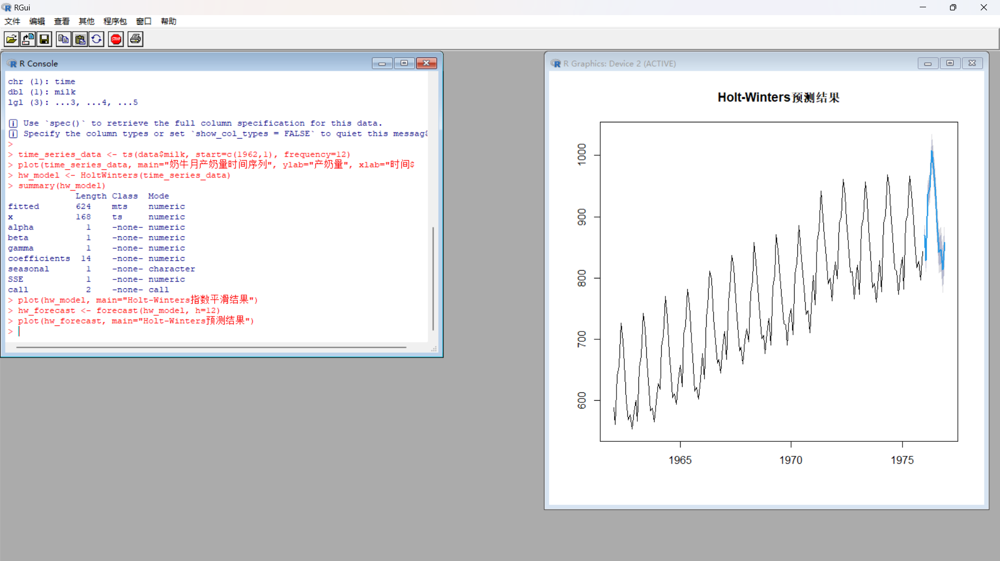 RGui
文件 编辑 查看 其他 程序包 窗口 帮助
STOP
R Console
chr (1): time
dbl (1): milk
lgl (3): ...3, ...4, ...5
i Use `spec()` to retrieve the full column specification for this data.
i Specify the column types or set `show_col_types = FALSE` to quiet this messag$
>
> time_series_data <- ts(data$milk, start=c(1962,1), frequency=12)
> plot(time_series_data, main="奶牛月产奶量时间序列", ylab="产奶量", xlab="时间$
> hw_model <- HoltWinters(time_series_data)
> summary(hw_model)
Length Class Mode
fitted 624 mts numeric
x 168 ts numeric
alpha 1 -none- numeric
beta 1 -none- numeric
gamma 1 -none- numeric
coefficients 14 -none- numeric
seasonal 1 -none- character
SSE 1 -none- numeric
call 2 -none- call
> plot(hw_model, main="Holt-Winters指数平滑结果")
> hw_forecast <- forecast(hw_model, h=12)
> plot(hw_forecast, main="Holt-Winters预测结果")
>
R Graphics: Device 2 (ACTIVE)
Holt-Winters预测结果
1000
900
800
700
600
1965 1970 1975